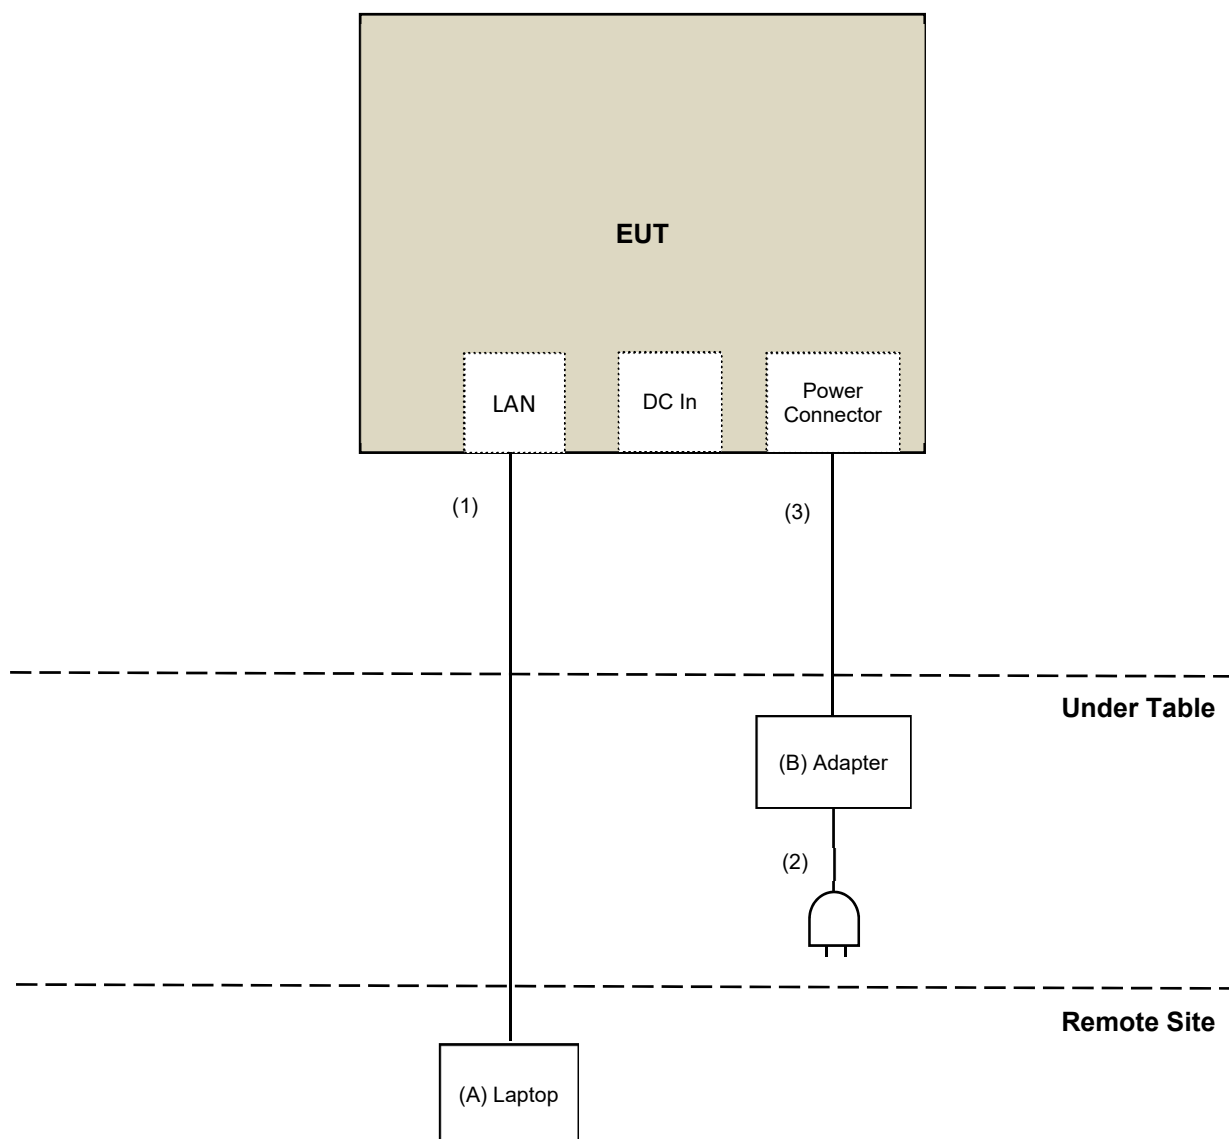 EUT
LAN
DC In
Power
Connector
(1)
(3)
Under Table
(B) Adapter
(2)
Remote Site
(A) Laptop